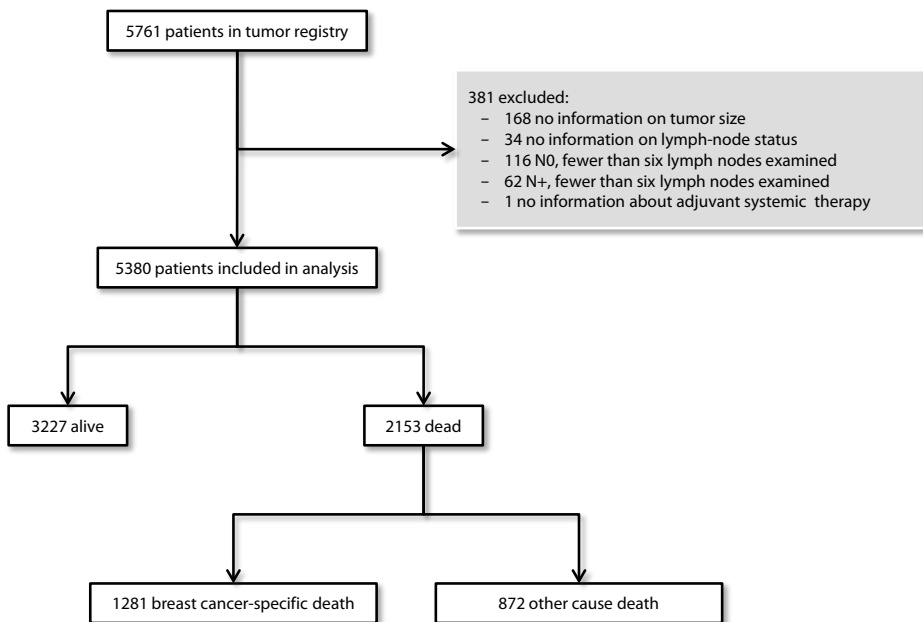 5761 patients in tumor registry
381 excluded:
– 168 no information on tumor size
– 34 no information on lymph-node status
– 116 N0, fewer than six lymph nodes examined
– 62 N+, fewer than six lymph nodes examined
– 1 no information about adjuvant systemic therapy
5380 patients included in analysis
3227 alive
2153 dead
1281 breast cancer-specific death
872 other cause death